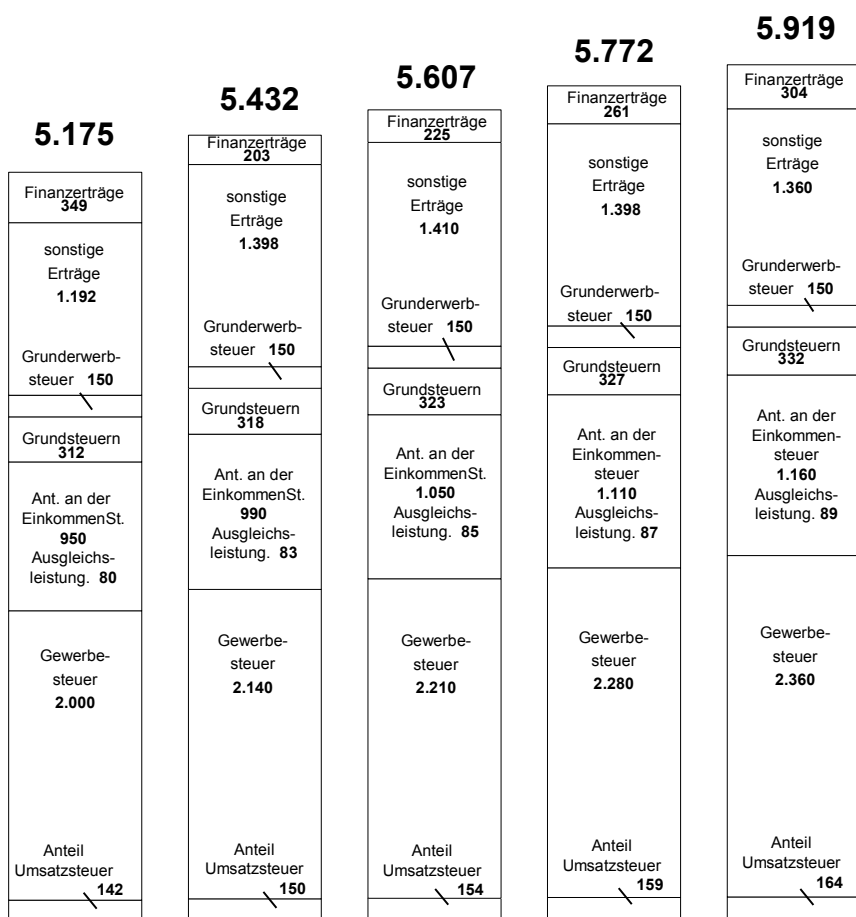 5.175
Finanzerträge
349
sonstige
Erträge
1.192
Grunderwerb-
steuer 150
Grundsteuern
312
Ant. an der
EinkommenSt.
950
Ausgleichs-
leistung. 80
Gewerbe-
steuer
2.000
Anteil
Umsatzsteuer
142
5.432
Finanzerträge
203
sonstige
Erträge
1.398
Grunderwerb-
steuer 150
Grundsteuern
318
Ant. an der
EinkommenSt.
990
Ausgleichs-
leistung. 83
Gewerbe-
steuer
2.140
Anteil
Umsatzsteuer
150
5.607
Finanzerträge
225
sonstige
Erträge
1.410
Grunderwerb-
steuer 150
Grundsteuern
323
Ant. an der
EinkommenSt.
1.050
Ausgleichs-
leistung. 85
Gewerbe-
steuer
2.210
Anteil
Umsatzsteuer
154
5.772
Finanzerträge
261
sonstige
Erträge
1.398
Grunderwerb-
steuer 150
Grundsteuern
327
Ant. an der
Einkommen-
steuer
1.110
Ausgleichs-
leistung. 87
Gewerbe-
steuer
2.280
Anteil
Umsatzsteuer
159
5.919
Finanzerträge
304
sonstige
Erträge
1.360
Grunderwerb-
steuer 150
Grundsteuern
332
Ant. an der
Einkommen-
steuer
1.160
Ausgleichs-
leistung. 89
Gewerbe-
steuer
2.360
Anteil
Umsatzsteuer
164